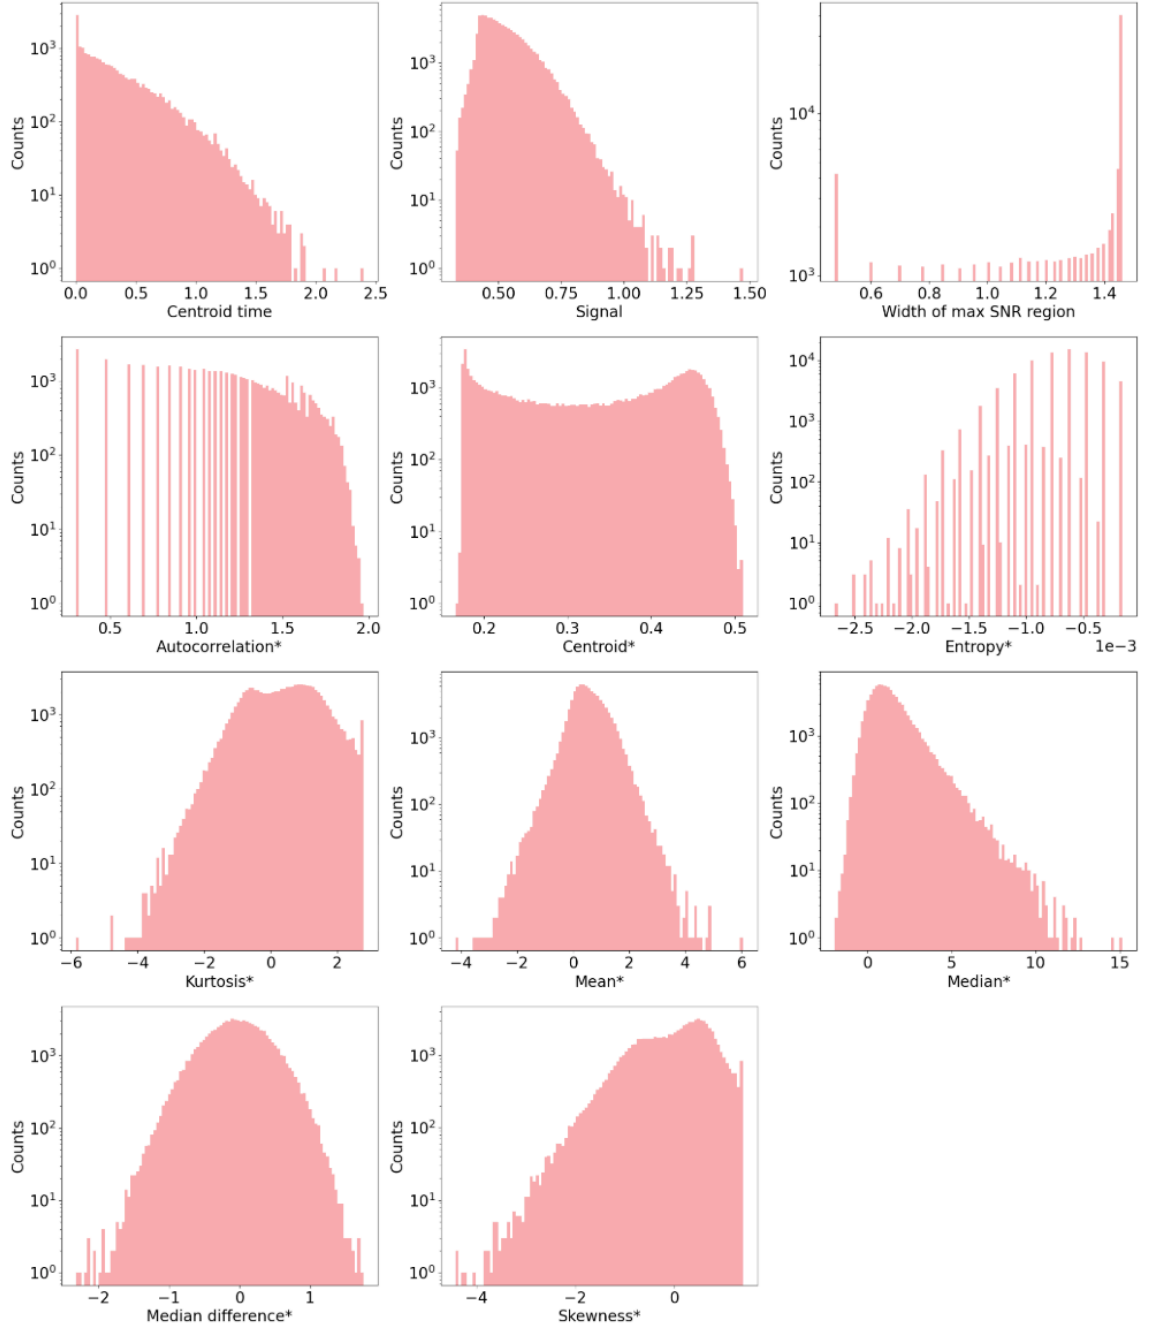 10³
10²
10¹
10⁰
Counts
0.0 0.5 1.0 1.5 2.0 2.5
Centroid time
10³
10²
10¹
10⁰
Counts
0.50 0.75 1.00 1.25 1.50
Signal
10⁴
10³
Counts
0.6 0.8 1.0 1.2 1.4
Width of max SNR region
10³
10²
10¹
10⁰
Counts
0.5 1.0 1.5 2.0
Autocorrelation*
10³
10²
10¹
10⁰
Counts
0.2 0.3 0.4 0.5
Centroid*
10⁴
10³
10²
10¹
10⁰
Counts
−2.5 −2.0 −1.5 −1.0 −0.5
Entropy* 1e−3
10³
10²
10¹
10⁰
Counts
−6 −4 −2 0 2
Kurtosis*
10³
10²
10¹
10⁰
Counts
−4 −2 0 2 4 6
Mean*
10³
10²
10¹
10⁰
Counts
0 5 10 15
Median*
10³
10²
10¹
10⁰
Counts
−2 −1 0 1
Median difference*
10³
10²
10¹
10⁰
Counts
−4 −2 0
Skewness*